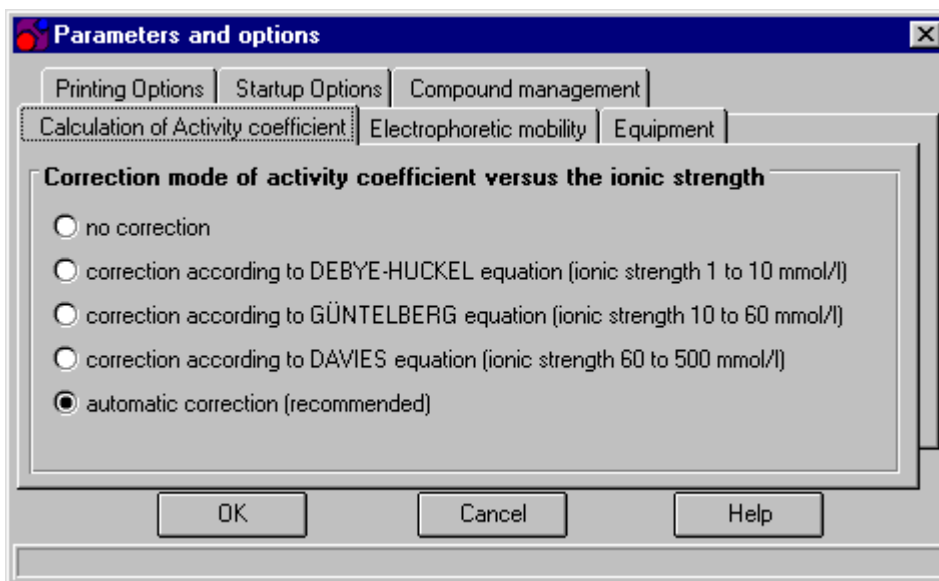 Parameters and options
Printing Options Startup Options Compound management
Calculation of Activity coefficient Electrophoretic mobility Equipment
Correction mode of activity coefficient versus the ionic strength
no correction
correction according to DEBYE-HUCKEL equation (ionic strength 1 to 10 mmol/l)
correction according to GÜNTELBERG equation (ionic strength 10 to 60 mmol/l)
correction according to DAVIES equation (ionic strength 60 to 500 mmol/l)
automatic correction (recommended)
OK Cancel Help